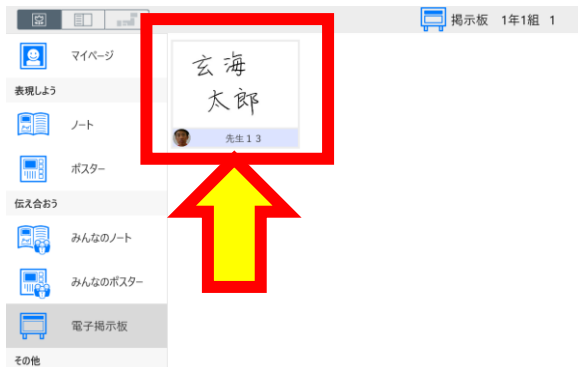 掲示板 1年1組 1
マイページ
表現しよう
ノート
ポスター
伝え合おう
みんなのノート
みんなのポスター
電子掲示板
その他
玄海
太郎
先生13